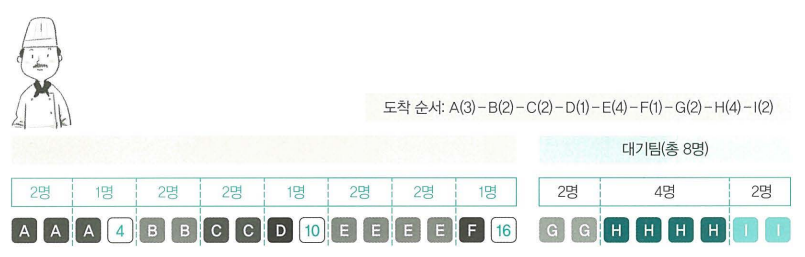 도착 순서: A(3)-B(2)-C(2)-D(1)-E(4)-F(1)-G(2)-H(4)-I(2)
대기팀(총 8명)
2명 1명 2명 2명 1명 2명 2명 1명 2명 4명 2명
A A A 4 B B C C D 10 E E E E F 16 G G H H H H I I